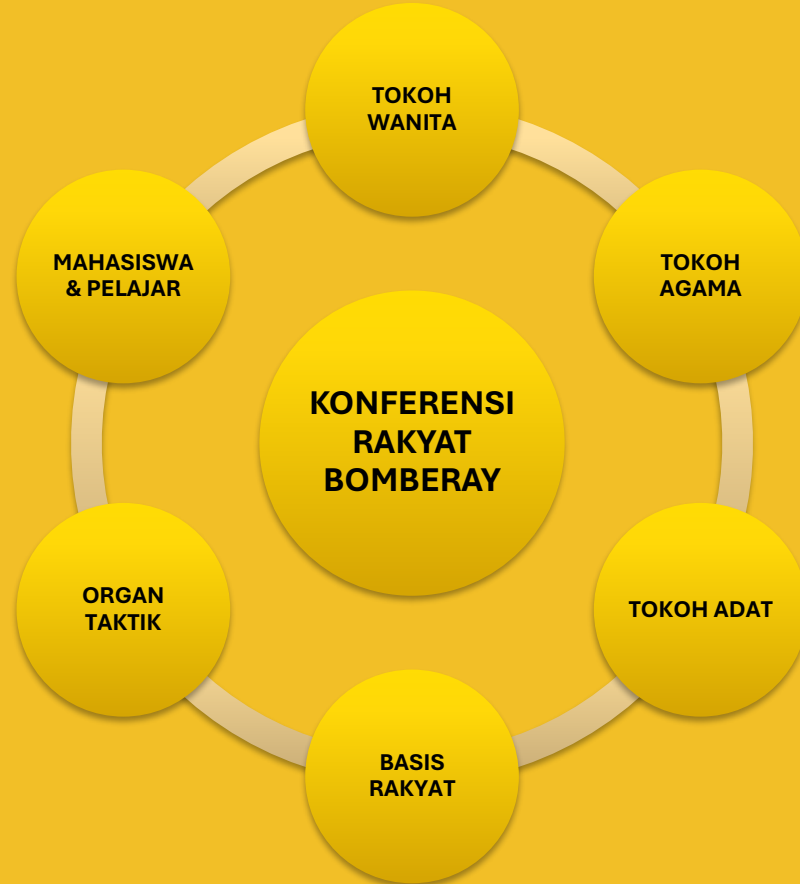 TOKOH
WANITA
MAHASISWA
& PELAJAR
TOKOH
AGAMA
KONFERENSI
RAKYAT
BOMBERAY
ORGAN
TAKTIK
TOKOH ADAT
BASIS
RAKYAT